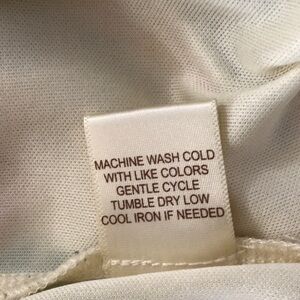 MACHINE WASH COLD
WITH LIKE COLORS
GENTLE CYCLE
TUMBLE DRY LOW
COOL IRON IF NEEDED